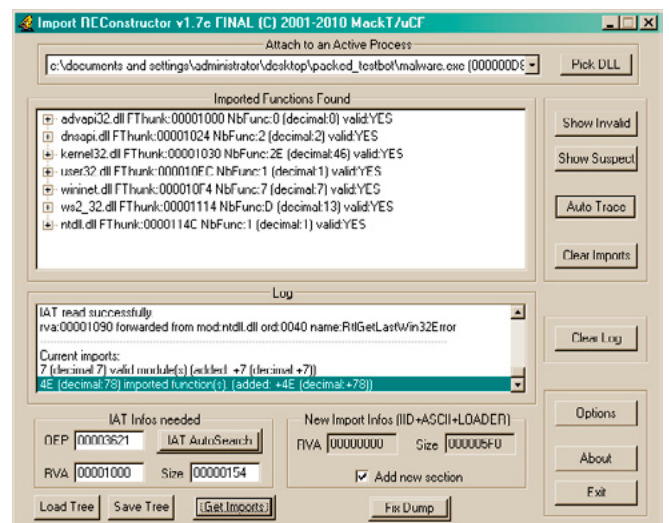 Import REConstructor v1.7e FINAL (C) 2001-2010 MackT/uCF
Attach to an Active Process
c:\documents and settings\administrator\desktop\packed_testbot\malware.exe (000000D8
Pick DLL
Imported Functions Found
advapi32.dll FThunk:00001000 NbFunc:8 (decimal:8) valid:YES
dnsapi.dll FThunk:00001024 NbFunc:2 (decimal:2) valid:YES
kernel32.dll FThunk:00001030 NbFunc:2E (decimal:46) valid:YES
user32.dll FThunk:000010EC NbFunc:1 (decimal:1) valid:YES
wininet.dll FThunk:000010F4 NbFunc:7 (decimal:7) valid:YES
ws2_32.dll FThunk:00001114 NbFunc:D (decimal:13) valid:YES
ntdll.dll FThunk:0000114C NbFunc:1 (decimal:1) valid:YES
Show Invalid
Show Suspect
Auto Trace
Clear Imports
Log
IAT read successfully
rva:00001090 forwarded from mod:ntdll.dll ord:0040 name:RtlGetLastWin32Error
Current imports:
7 (decimal:7) valid module(s) (added: +7 (decimal:+7))
4E (decimal:78) imported function(s). (added: +4E (decimal:+78))
Clear Log
IAT Infos needed
OEP 00003621 IAT AutoSearch
RVA 00001000 Size 00000154
New Import Infos (IID+ASCII+LOADER)
RVA 00000000 Size 000005F0
Add new section
Options
About
Exit
Load Tree Save Tree Get Imports Fix Dump